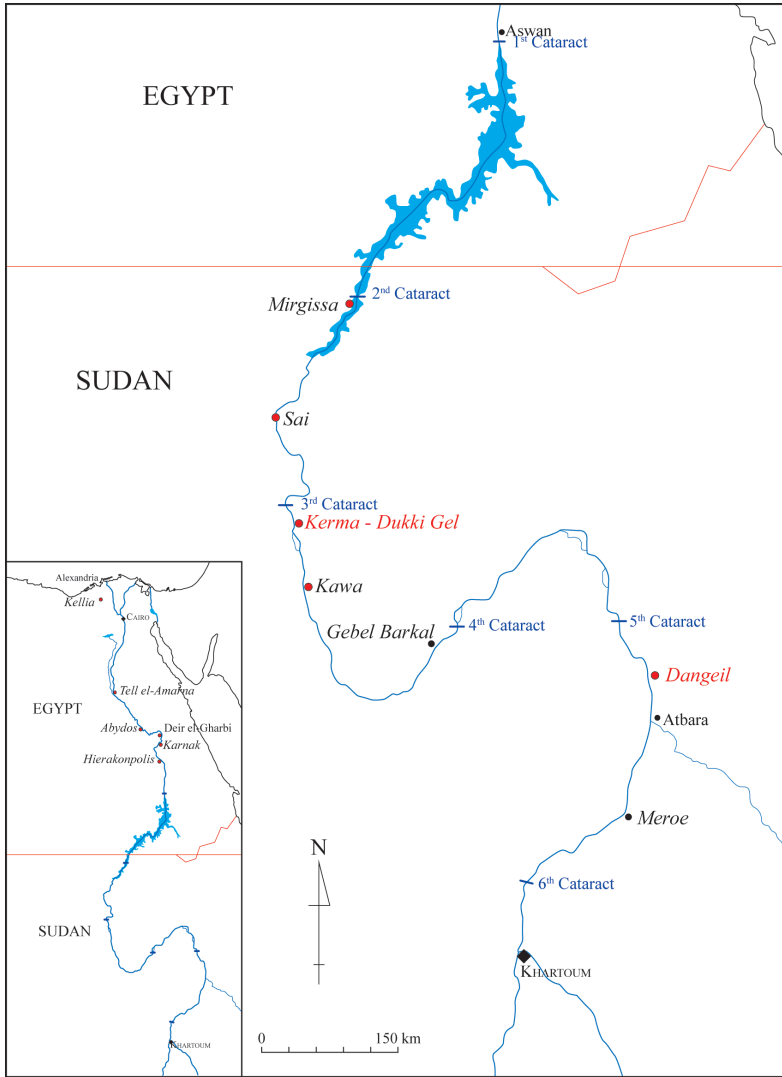 Aswan
1st Cataract
EGYPT
2nd Cataract
Mirgissa
SUDAN
Sai
3rd Cataract
Kerma - Dukki Gel
Kawa
Gebel Barkal
4th Cataract
5th Cataract
Dangeil
Atbara
Meroe
6th Cataract
KHARTOUM
N
0 150 km
Alexandria
Kellia
CAIRO
Tell el-Amarna
EGYPT
Abydos
Deir el-Gharbi
Karnak
Hierakonpolis
SUDAN
KHARTOUM